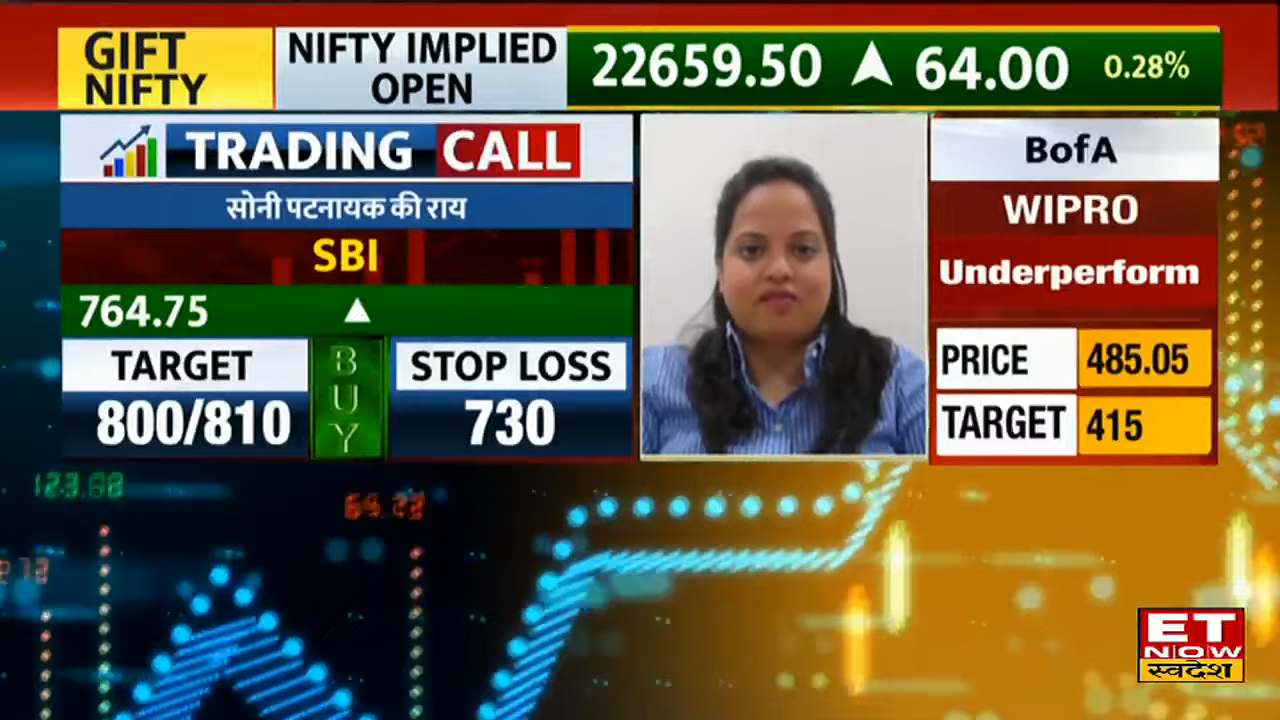 GIFT
NIFTY
NIFTY IMPLIED
OPEN
22659.50 ▲ 64.00 0.28%
TRADING CALL
सोनी पटनायक की राय
SBI
764.75 ▲
TARGET
800/810
BUY
STOP LOSS
730
BofA
WIPRO
Underperform
PRICE 485.05
TARGET 415
ET
NOW
स्वदेश